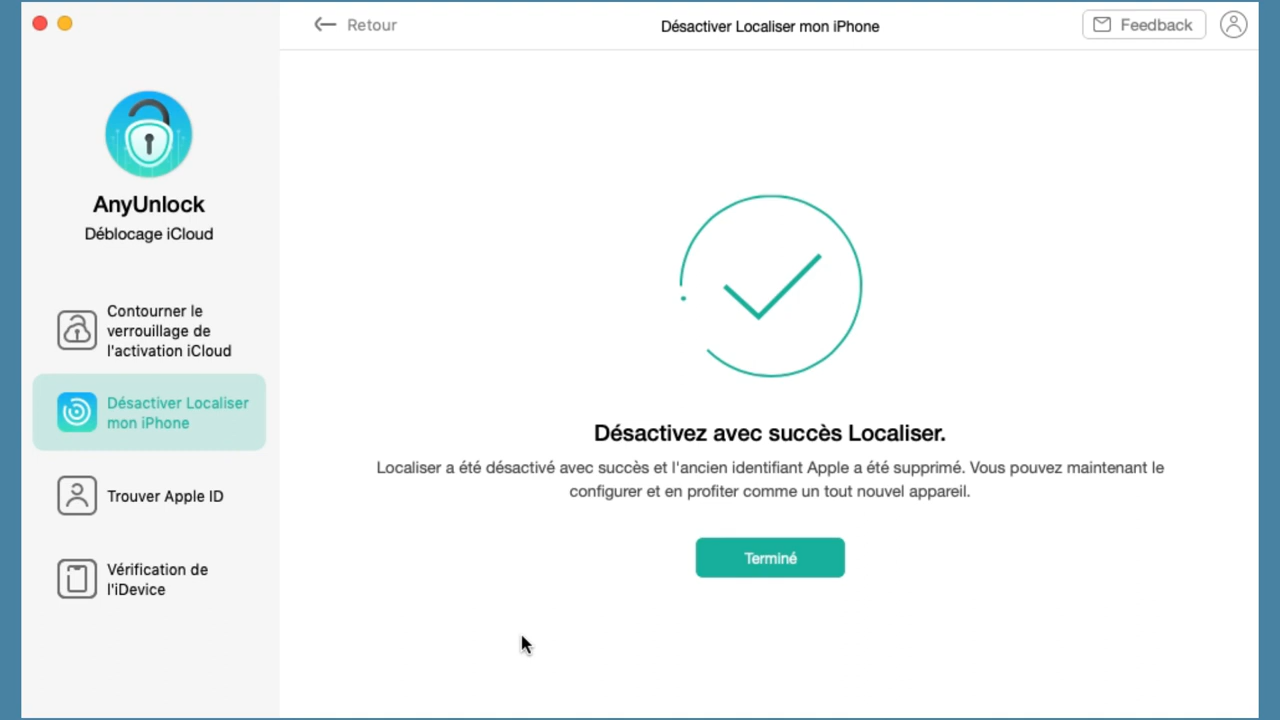 Retour
Désactiver Localiser mon iPhone
Feedback
AnyUnlock
Déblocage iCloud
Contourner le
verrouillage de
l'activation iCloud
Désactiver Localiser
mon iPhone
Trouver Apple ID
Vérification de
l'iDevice
Désactivez avec succès Localiser.
Localiser a été désactivé avec succès et l'ancien identifiant Apple a été supprimé. Vous pouvez maintenant le
configurer et en profiter comme un tout nouvel appareil.
Terminé